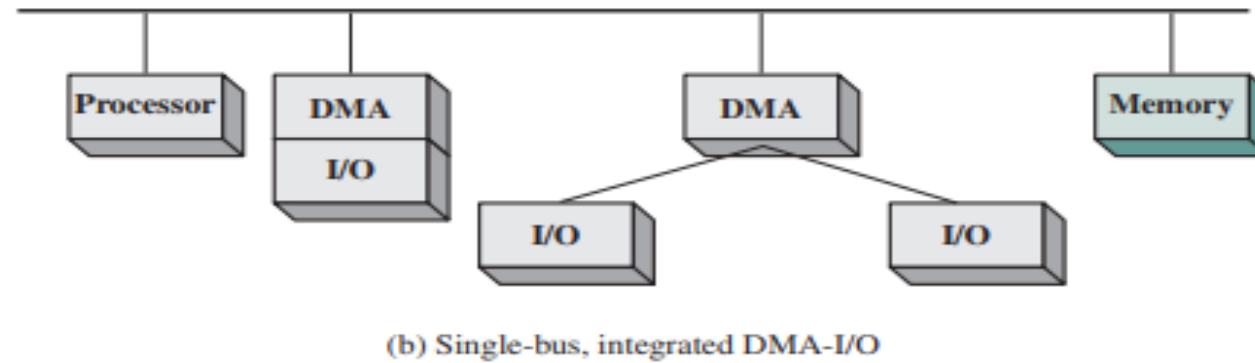 Processor
DMA
I/O
DMA
I/O
I/O
Memory
(b) Single-bus, integrated DMA-I/O